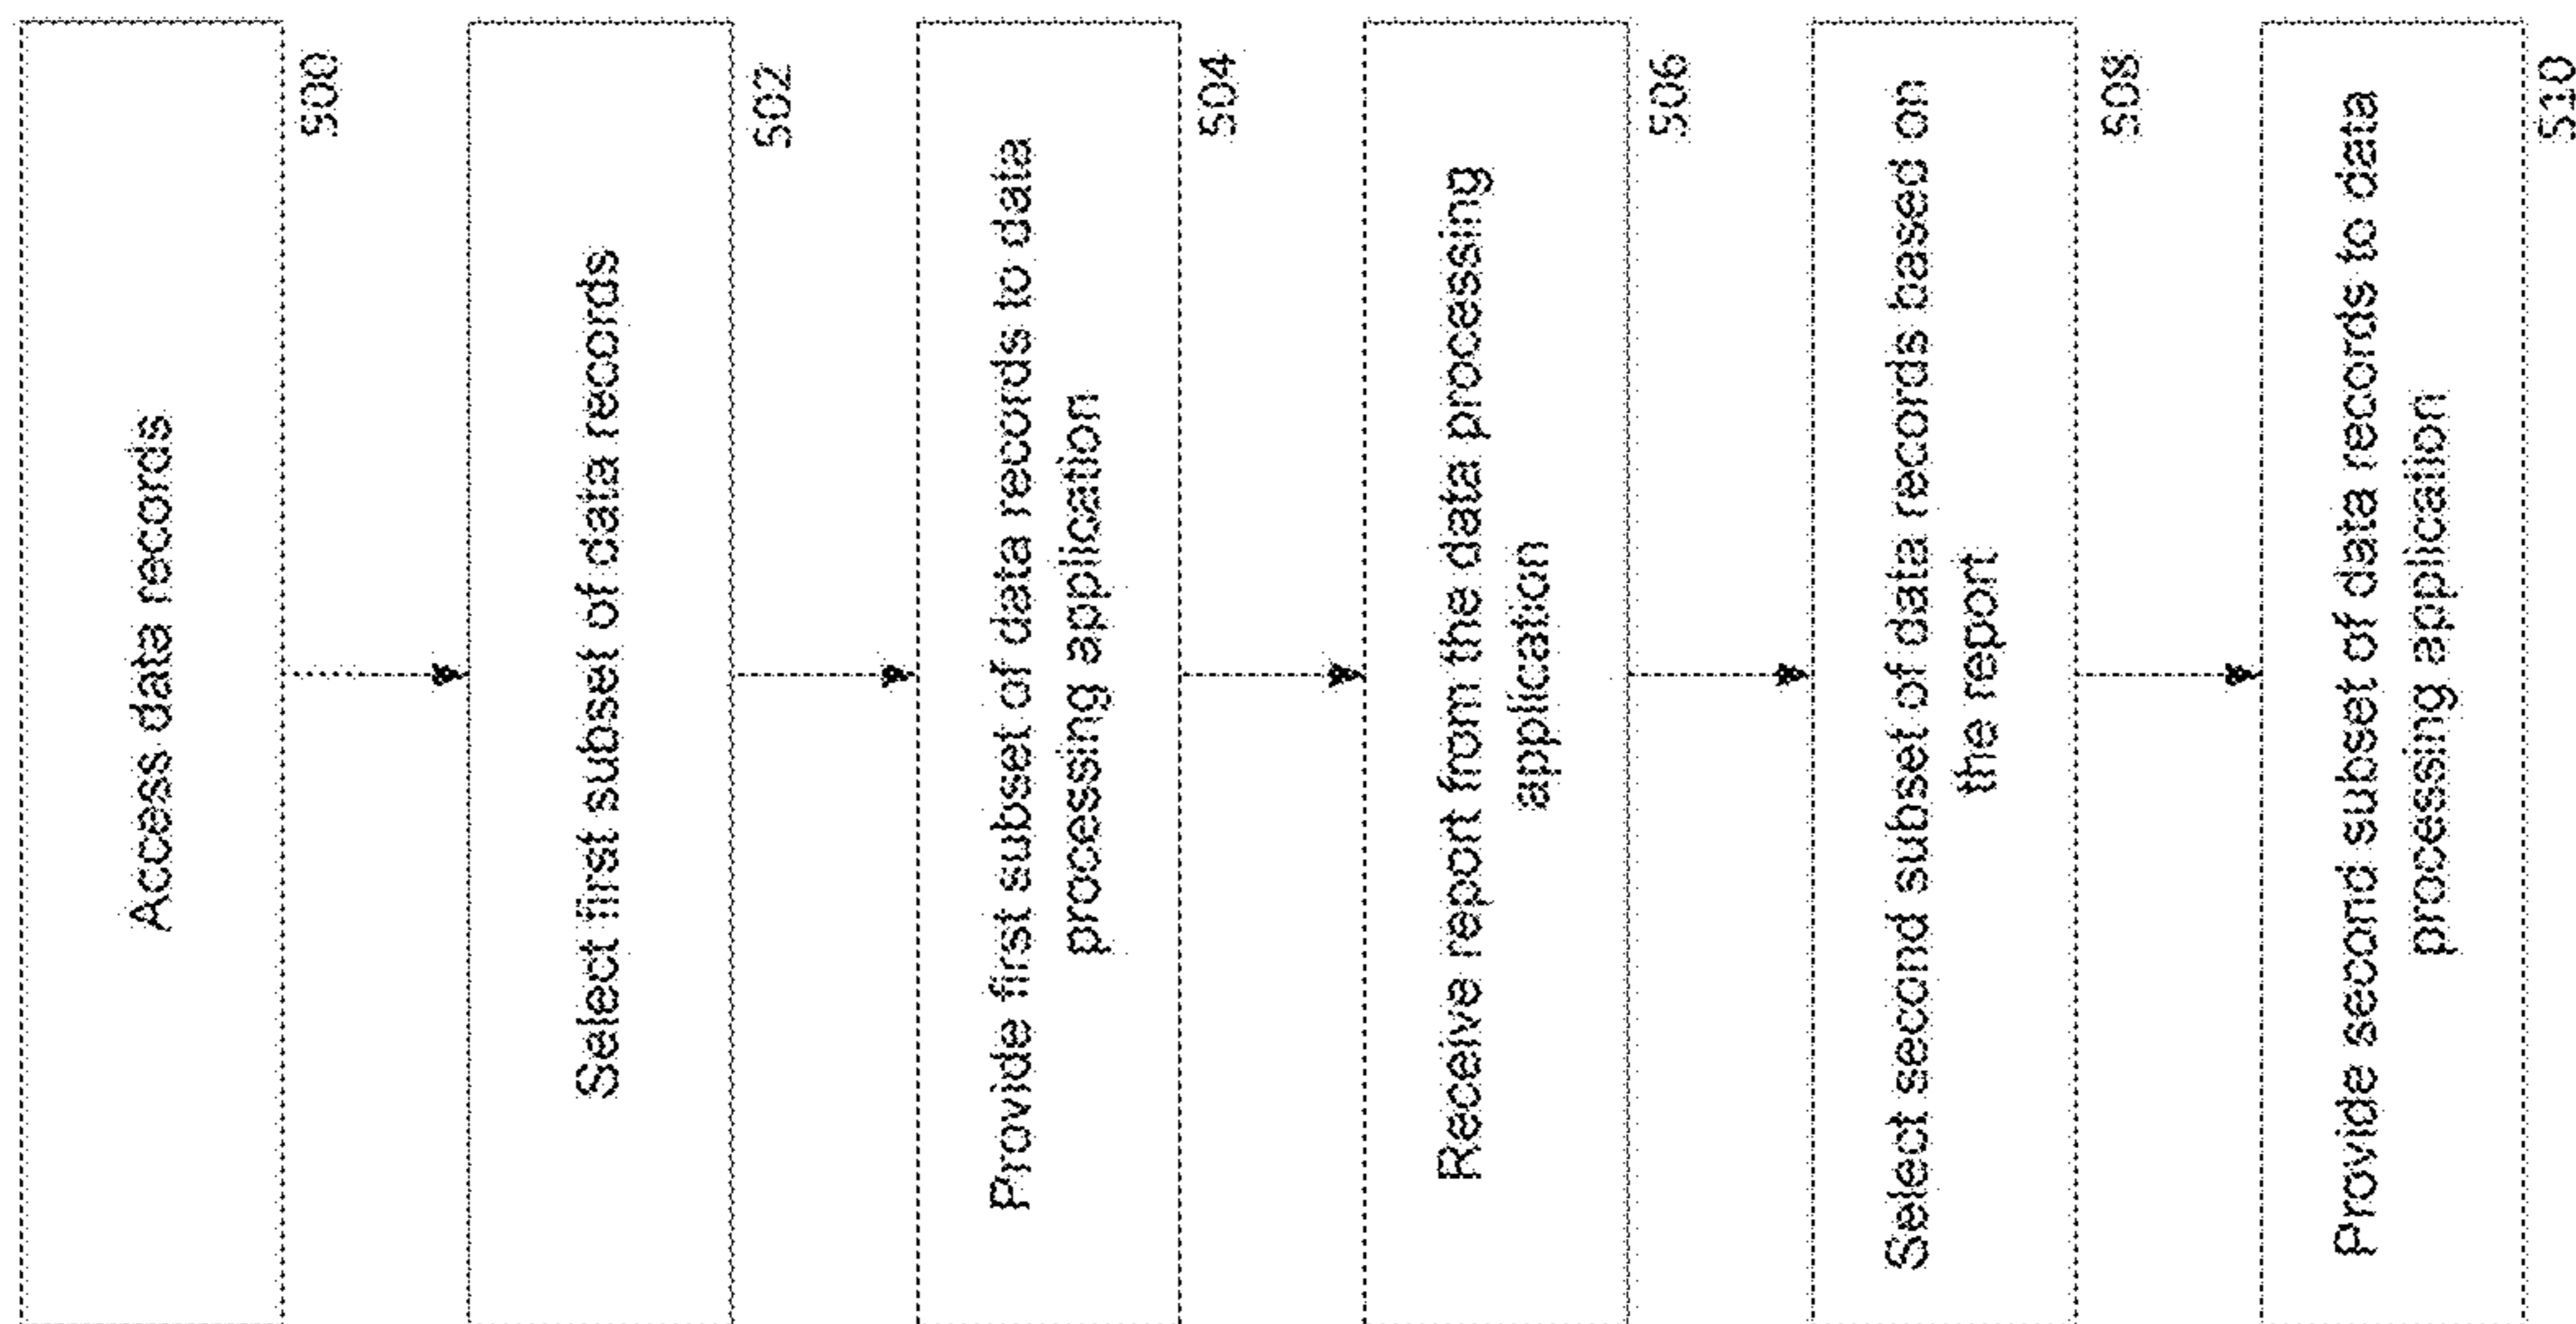 Access data records
500
Select first subset of data records
502
Provide first subset of data records to data
processing application
504
Receive report from the data processing
application
506
Select second subset of data records based on
the report
508
Provide second subset of data records to data
processing application
510